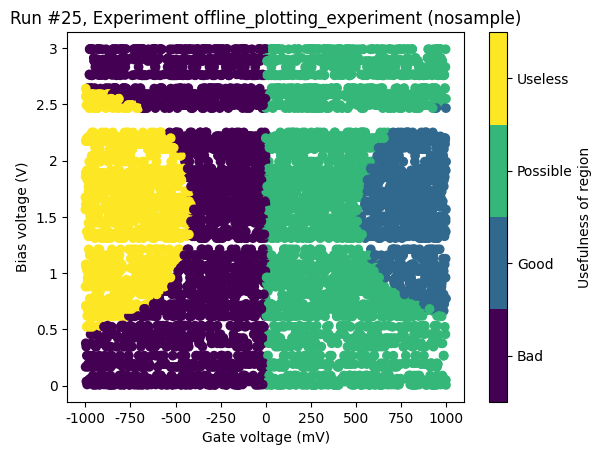 Run #25, Experiment offline_plotting_experiment (nosample)
3
2.5
2
1.5
1
0.5
0
Bias voltage (V)
-1000 -750 -500 -250 0 250 500 750 1000
Gate voltage (mV)
Useless
Possible
Good
Bad
Usefulness of region